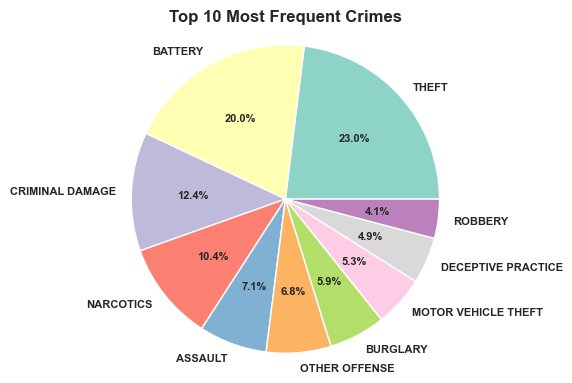 Top 10 Most Frequent Crimes
BATTERY
THEFT
20.0%
23.0%
CRIMINAL DAMAGE
12.4%
4.1%
ROBBERY
4.9%
DECEPTIVE PRACTICE
10.4%
5.3%
NARCOTICS
7.1%
6.8%
5.9%
MOTOR VEHICLE THEFT
ASSAULT
BURGLARY
OTHER OFFENSE